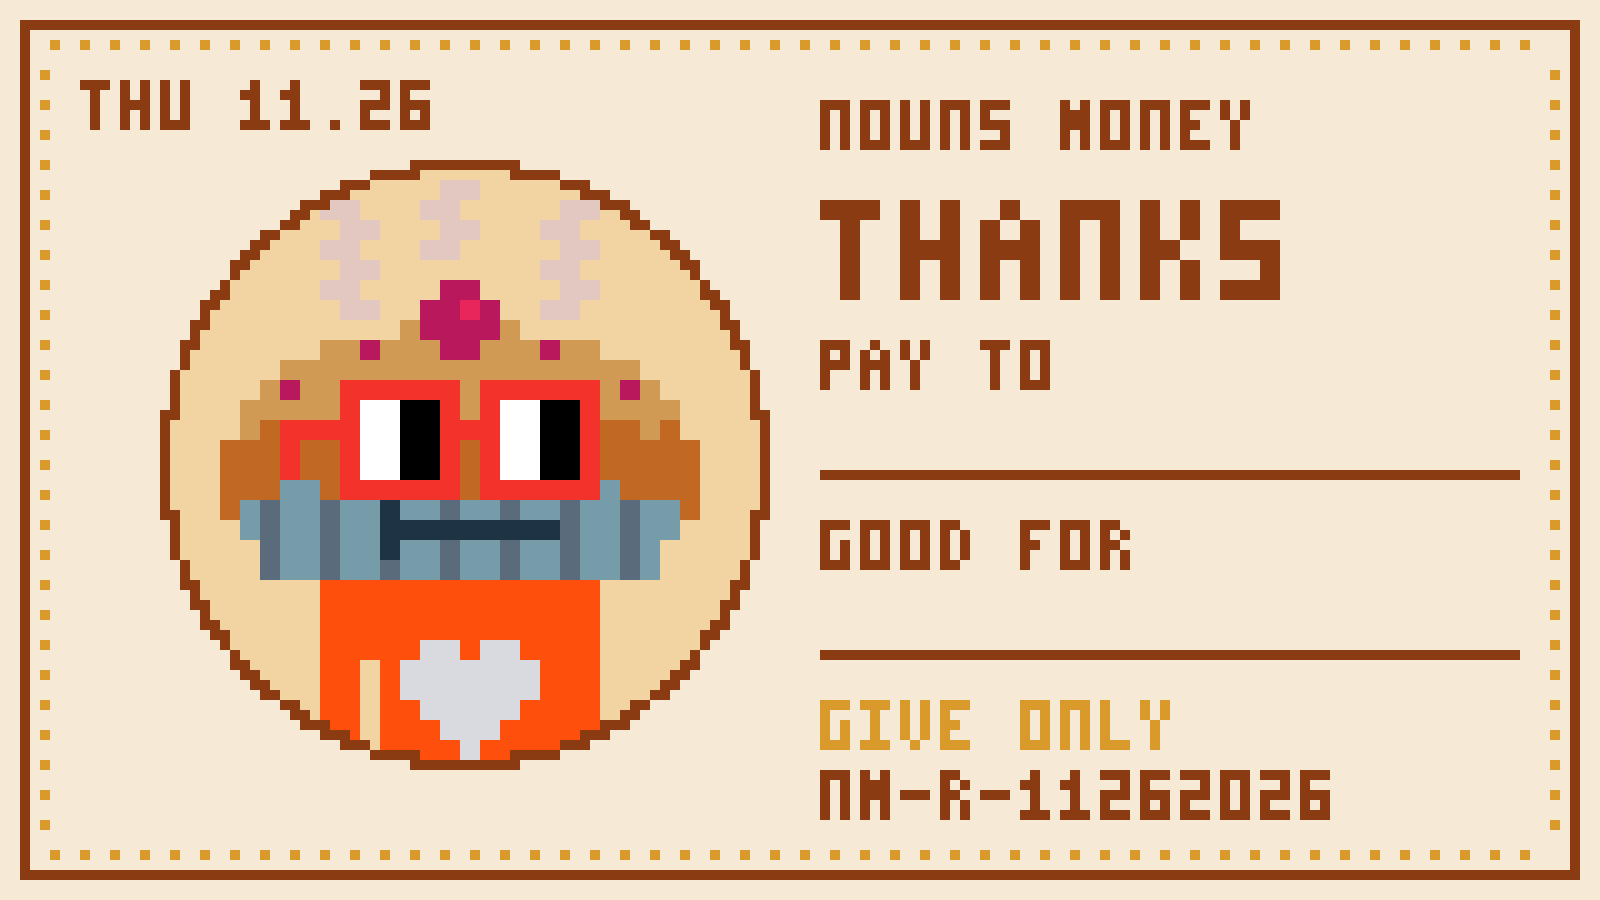 THU 11.26
NOUNS MONEY
THANKS
PAY TO
GOOD FOR
GIVE ONLY
NM-R-11262026